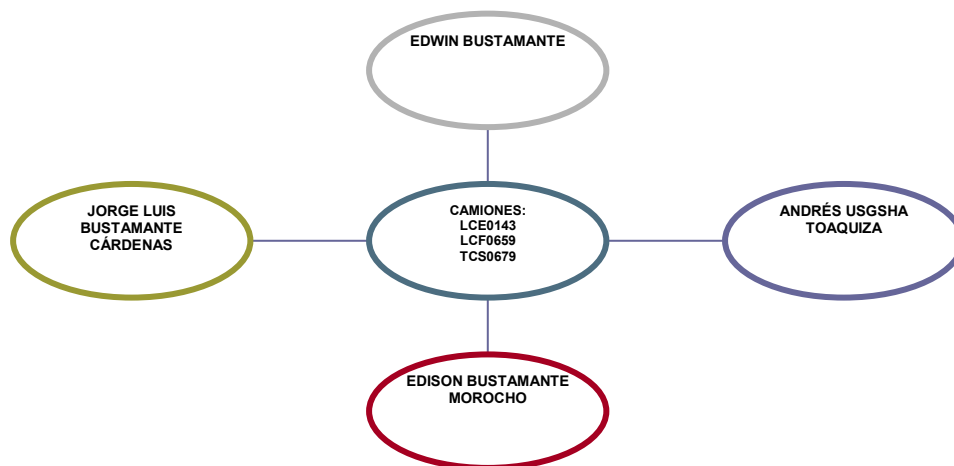 EDWIN BUSTAMANTE
JORGE LUIS
BUSTAMANTE
CÁRDENAS
CAMIONES:
LCE0143
LCF0659
TCS0679
ANDRÉS USGSHA
TOAQUIZA
EDISON BUSTAMANTE
MOROCHO